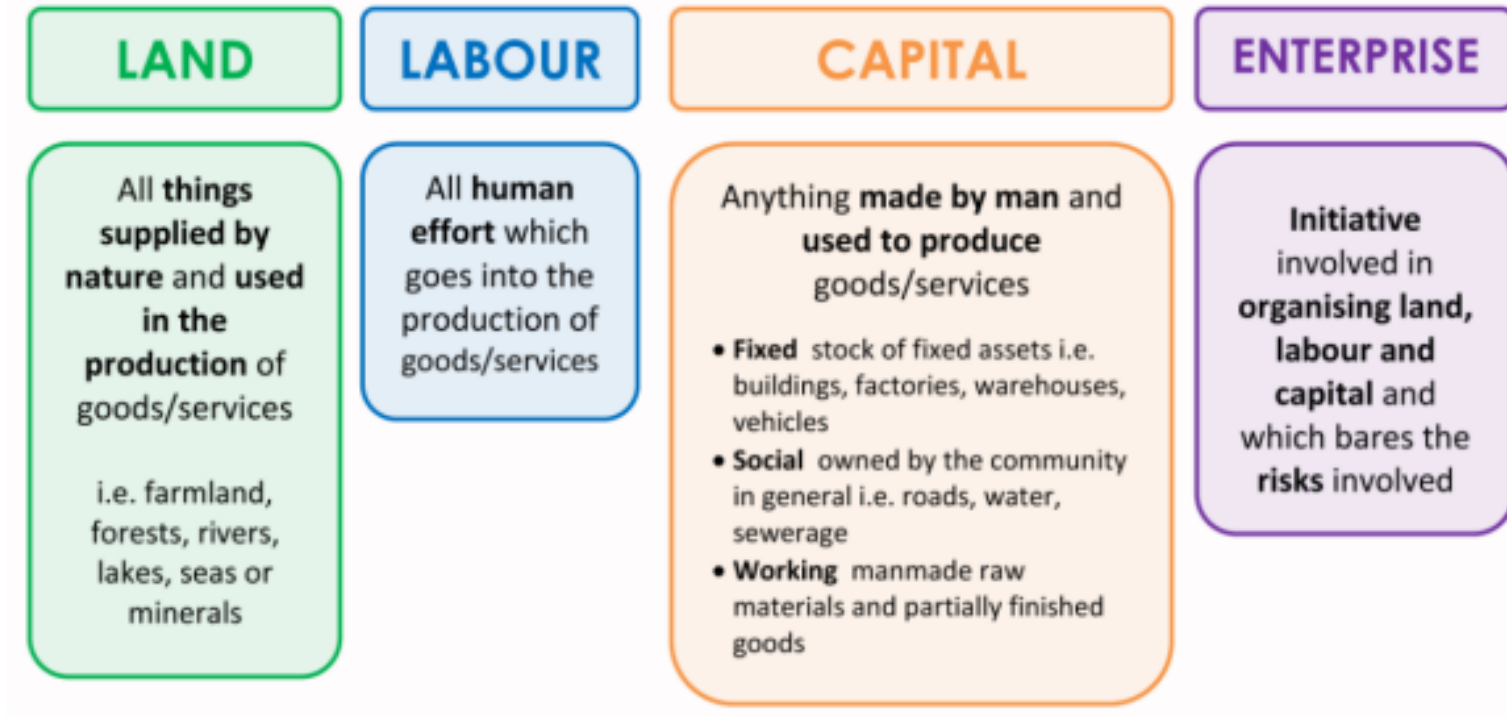 LAND
All things
supplied by
nature and used
in the
production of
goods/services
i.e. farmland,
forests, rivers,
lakes, seas or
minerals
LABOUR
All human
effort which
goes into the
production of
goods/services
CAPITAL
Anything made by man and
used to produce
goods/services
• Fixed stock of fixed assets i.e.
buildings, factories, warehouses,
vehicles
• Social owned by the community
in general i.e. roads, water,
sewerage
• Working manmade raw
materials and partially finished
goods
ENTERPRISE
Initiative
involved in
organising land,
labour and
capital and
which bares the
risks involved